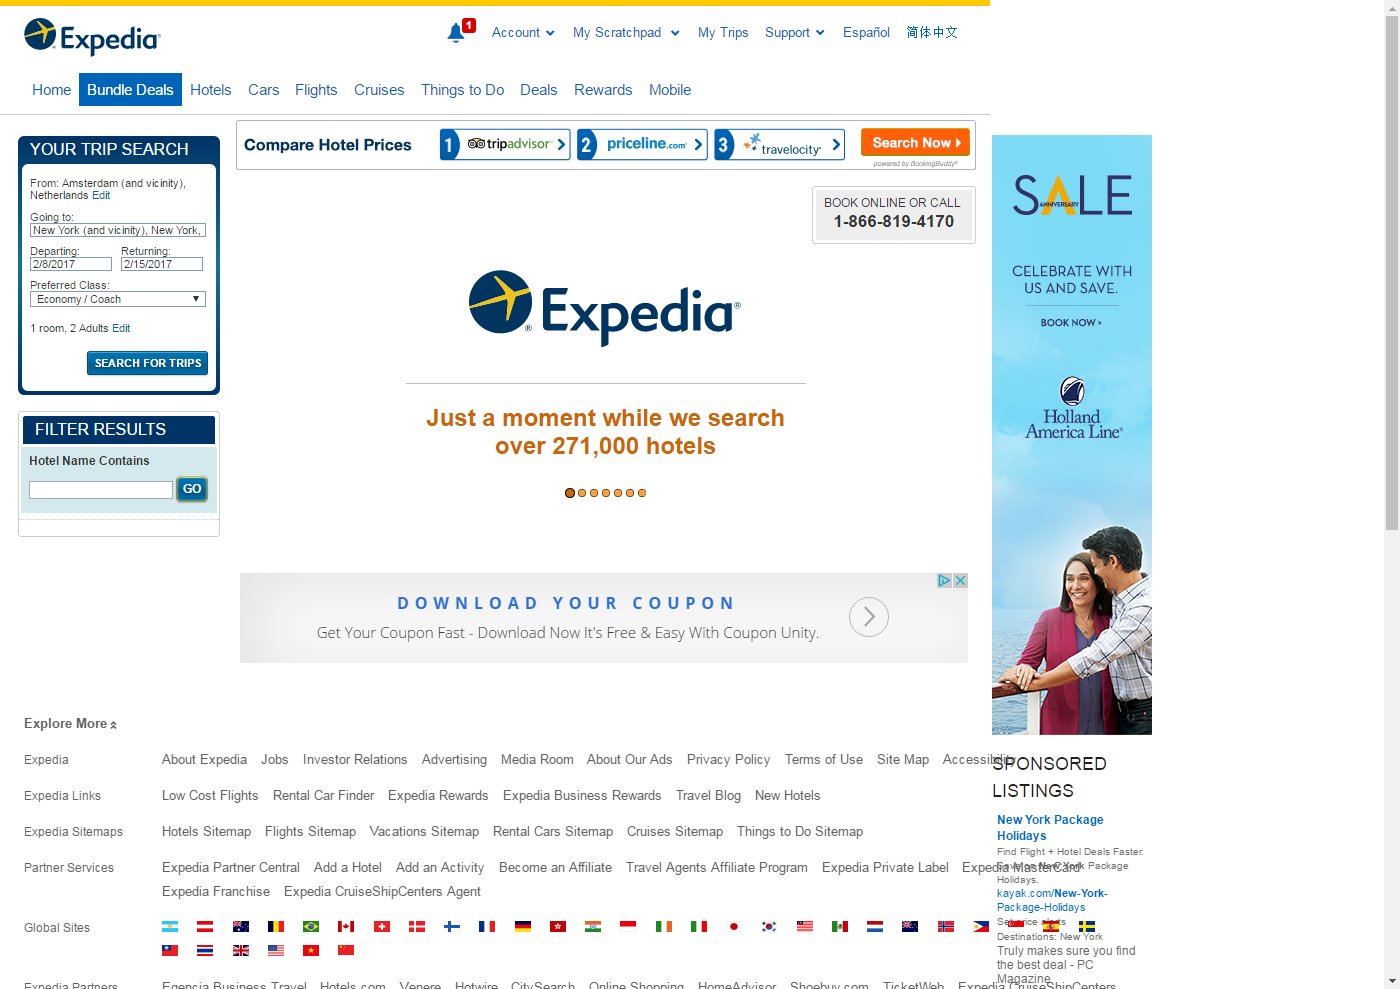 Expedia
1
Account
My Scratchpad
My Trips
Support
Español
简体中文
Home
Bundle Deals
Hotels
Cars
Flights
Cruises
Things to Do
Deals
Rewards
Mobile
YOUR TRIP SEARCH
From: Amsterdam (and vicinity),
Netherlands Edit
Going to:
New York (and vicinity), New York,
Departing: Returning:
2/8/2017 2/15/2017
Preferred Class:
Economy / Coach
1 room, 2 Adults Edit
SEARCH FOR TRIPS
FILTER RESULTS
Hotel Name Contains
GO
Compare Hotel Prices
1 tripadvisor
2 priceline.com
3 travelocity
Search Now
powered by BookingBuddy
BOOK ONLINE OR CALL
1-866-819-4170
Expedia
Just a moment while we search
over 271,000 hotels
DOWNLOAD YOUR COUPON
Get Your Coupon Fast - Download Now It's Free & Easy With Coupon Unity.
SALE
ANNIVERSARY
CELEBRATE WITH
US AND SAVE.
BOOK NOW >
Holland
America Line
Explore More
Expedia About Expedia Jobs Investor Relations Advertising Media Room About Our Ads Privacy Policy Terms of Use Site Map Accessibility
Expedia Links Low Cost Flights Rental Car Finder Expedia Rewards Expedia Business Rewards Travel Blog New Hotels
Expedia Sitemaps Hotels Sitemap Flights Sitemap Vacations Sitemap Rental Cars Sitemap Cruises Sitemap Things to Do Sitemap
Partner Services Expedia Partner Central Add a Hotel Add an Activity Become an Affiliate Travel Agents Affiliate Program Expedia Private Label Expedia MasterCard
Expedia Franchise Expedia CruiseShipCenters Agent
Global Sites
Expedia Partners Egencia Business Travel Hotels.com Venere Hotwire CitySearch Online Shopping HomeAdvisor Shoebuy.com TicketWeb Expedia CruiseShipCenters
SPONSORED
LISTINGS
New York Package
Holidays
Find Flight + Hotel Deals Faster.
Save on New York Package
Holidays.
kayak.com/New-York-
Package-Holidays
Set price alerts
Destinations: New York
Truly makes sure you find
the best deal - PC
Magazine